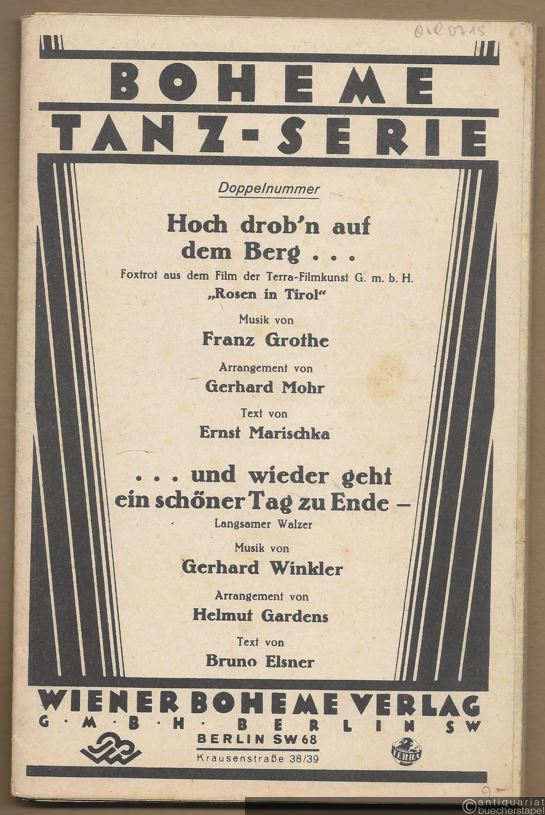 BOHEME
TANZ-SERIE
Doppelnummer
Hoch drob'n auf
dem Berg . . .
Foxtrot aus dem Film der Terra-Filmkunst G. m. b. H.
„Rosen in Tirol“
Musik von
Franz Grothe
Arrangement von
Gerhard Mohr
Text von
Ernst Marischka
. . . und wieder geht
ein schöner Tag zu Ende –
Langsamer Walzer
Musik von
Gerhard Winkler
Arrangement von
Helmut Gardens
Text von
Bruno Elsner
WIENER BOHEME VERLAG
G·M·B·H· BERLIN SW
BERLIN SW 68
Krausenstraße 38/39
TERRA
antiquariat
buecherstapel